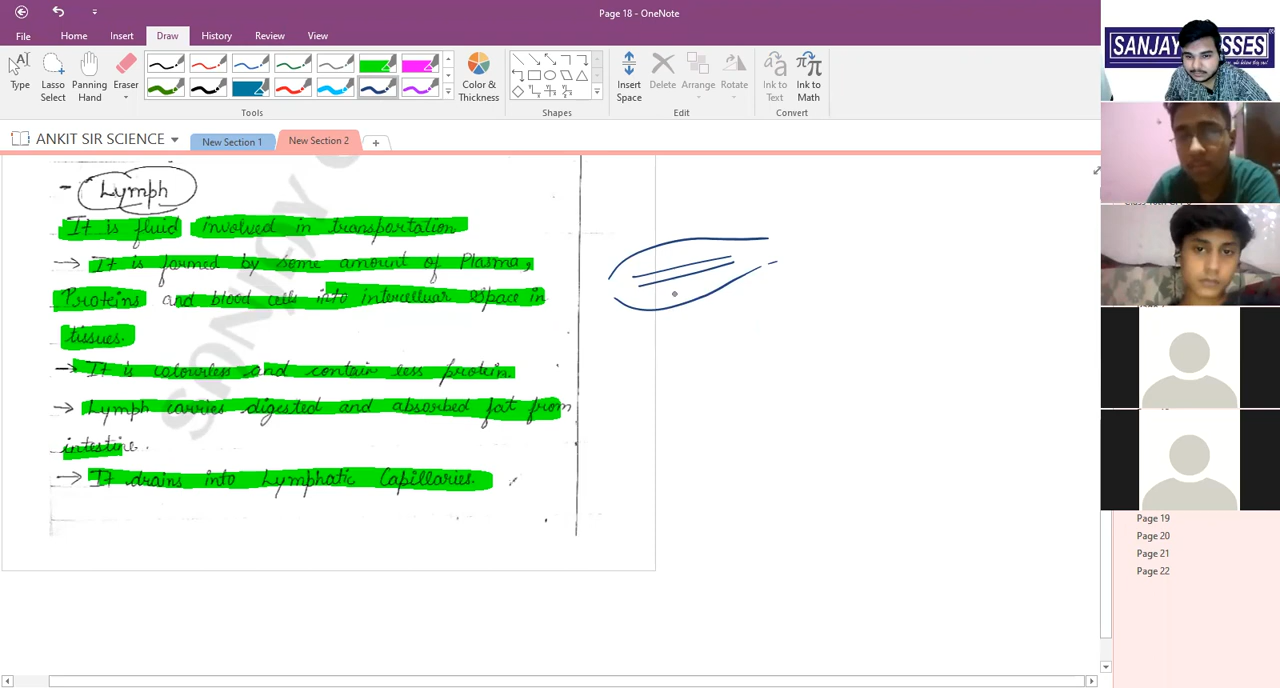 Page 18 - OneNote
File Home Insert Draw History Review View
Type
Lasso Select
Panning Hand
Eraser
Color & Thickness
Insert Space
Delete
Arrange
Rotate
Ink to Text
Ink to Math
Tools
Shapes
Edit
Convert
ANKIT SIR SCIENCE New Section 1 New Section 2 +
SANJAY
- Lymph
It is fluid involved in transportation
→ It is formed by some amount of Plasma,
Proteins and blood cells into intercelluar space in
tissues.
→ It is colourless and contain less protein.
→ Lymph carries digested and absorbed fat from
intestine.
→ It drains into Lymphatic Capillaries.
Page 19
Page 20
Page 21
Page 22